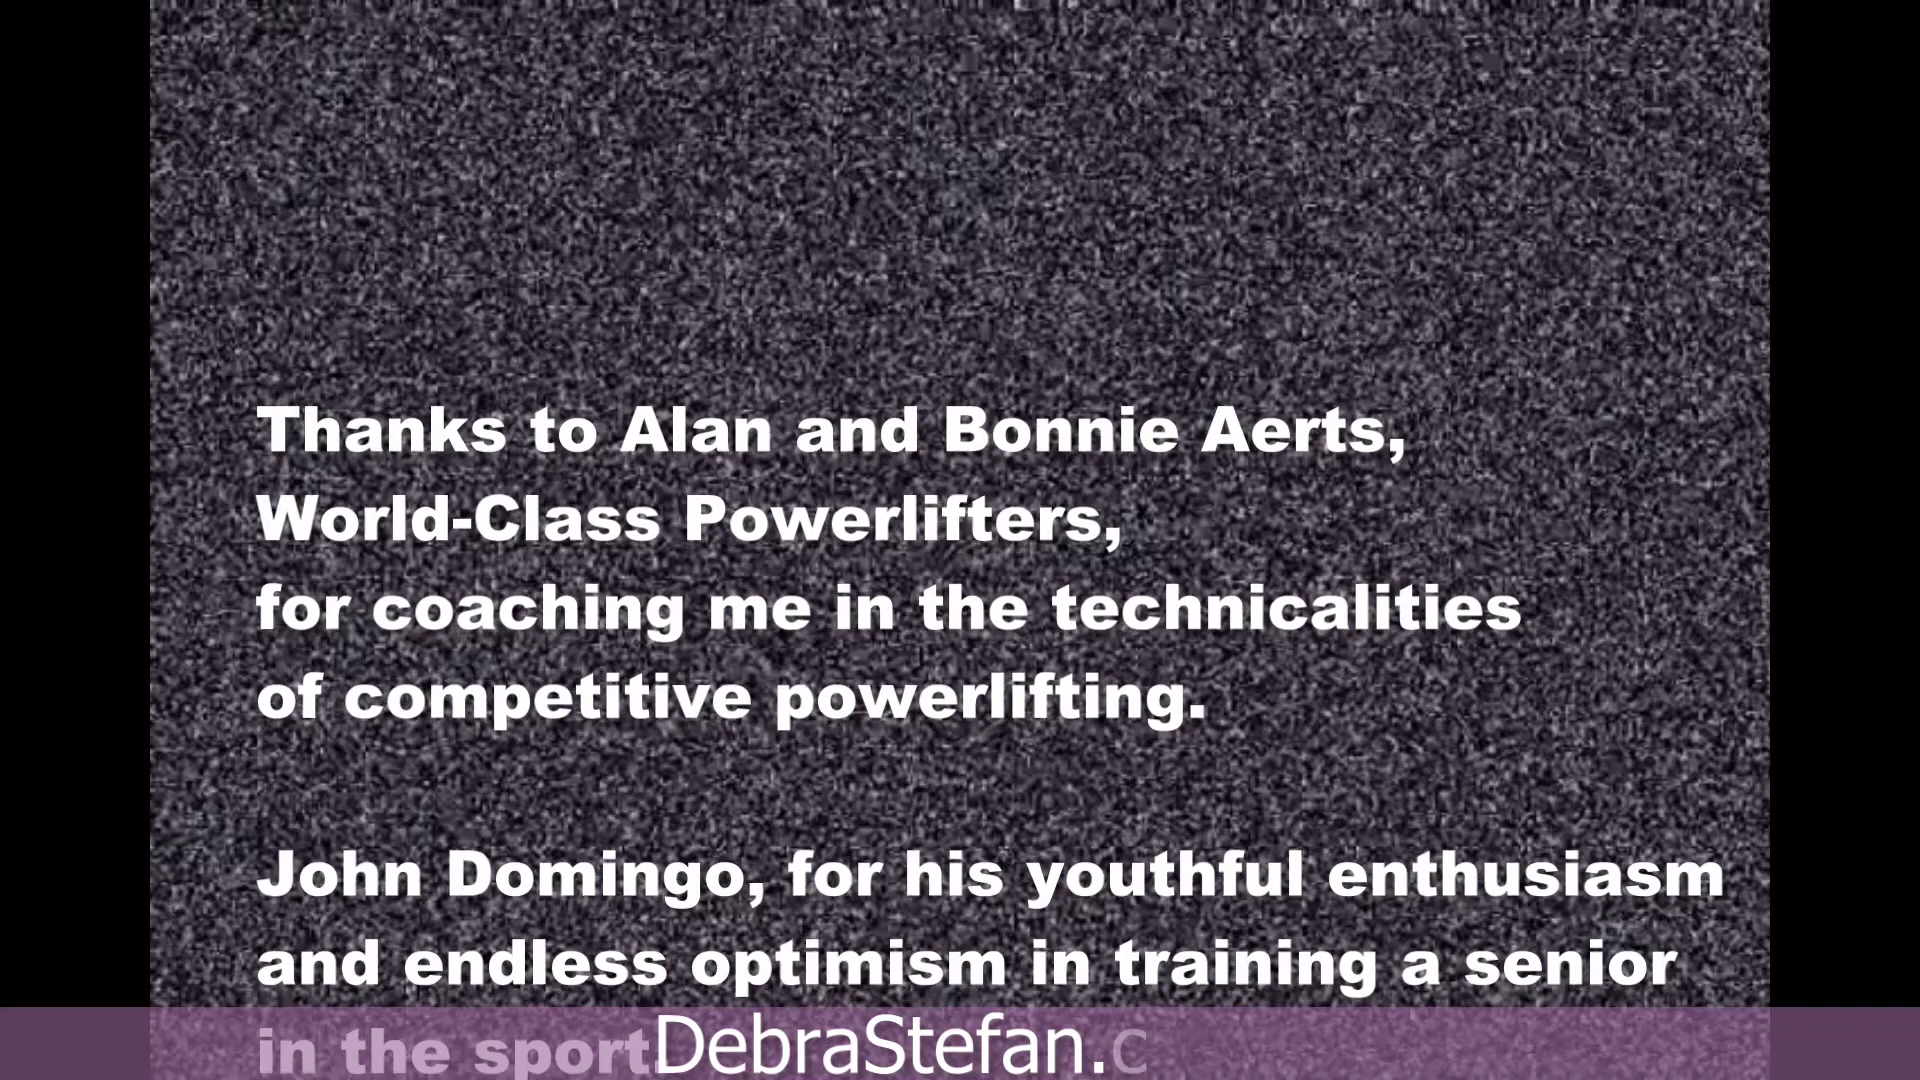 Thanks to Alan and Bonnie Aerts,
World-Class Powerlifters,
for coaching me in the technicalities
of competitive powerlifting.
John Domingo, for his youthful enthusiasm
and endless optimism in training a senior
in the sport.
DebraStefan.c